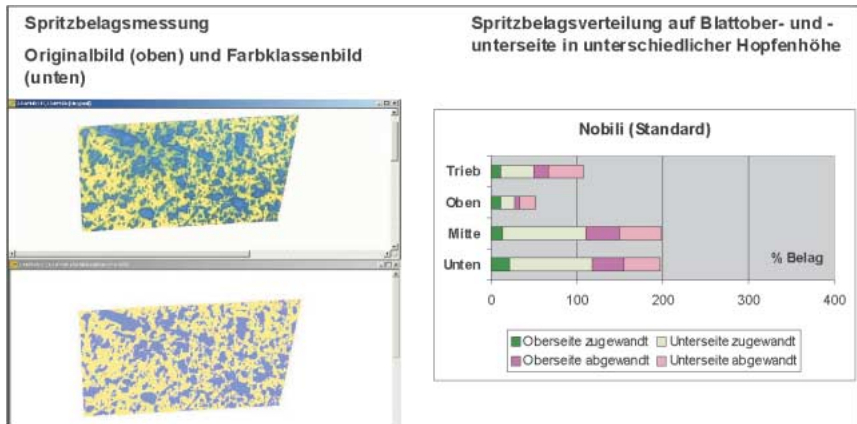 Spritzbelagsmessung
Originalbild (oben) und Farbklassenbild
(unten)
Spritzbelagsverteilung auf Blattober- und -
unterseite in unterschiedlicher Hopfenhöhe
Nobili (Standard)
Trieb
Oben
Mitte
Unten
% Belag
0 100 200 300 400
Oberseite zugewandt Unterseite zugewandt
Oberseite abgewandt Unterseite abgewandt